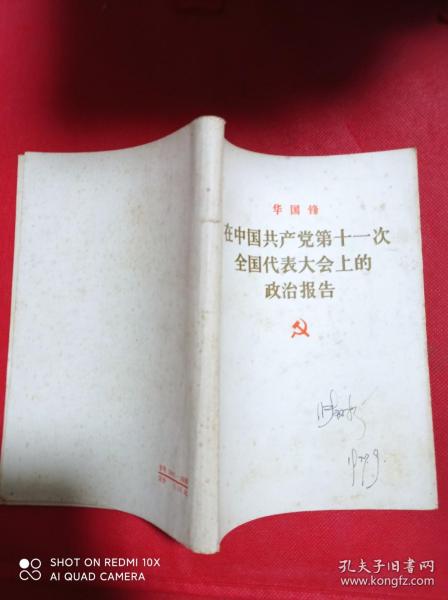 华国锋
在中国共产党第十一次
全国代表大会上的
政治报告
SHOT ON REDMI 10X
AI QUAD CAMERA
孔夫子旧书网
www.kongfz.com